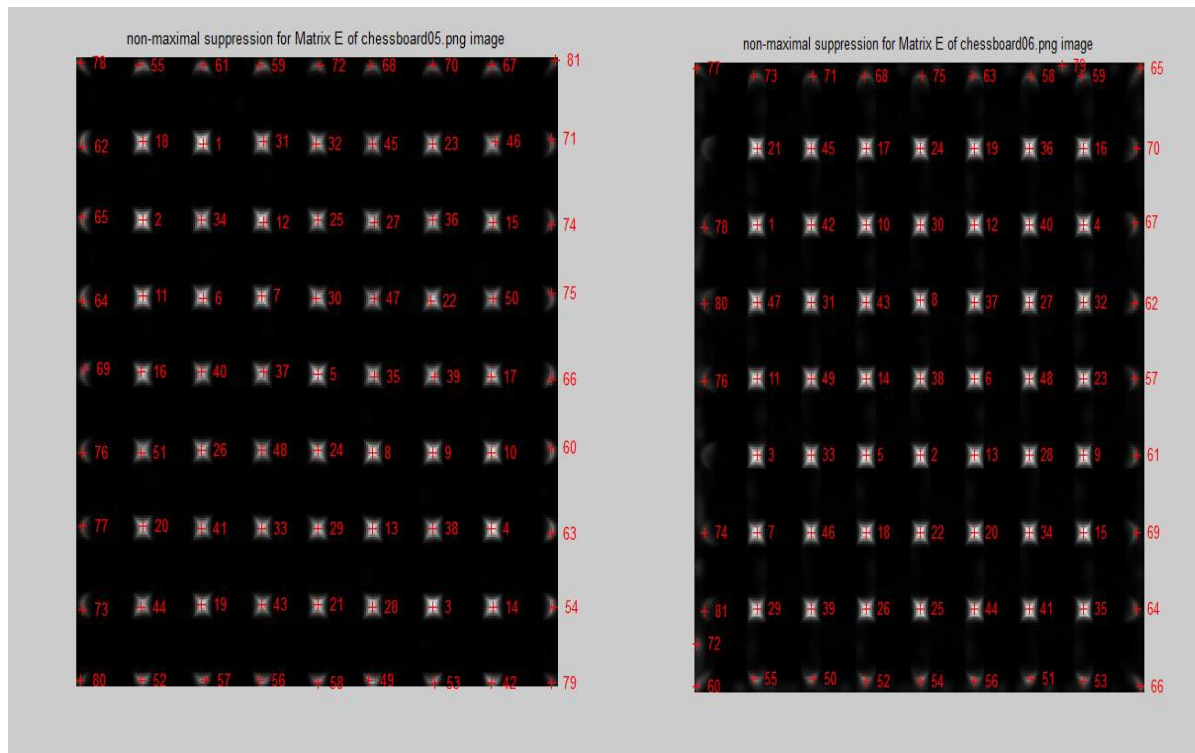 non-maximal suppression for Matrix E of chessboard05.png image
78 55 61 59 72 68 70 67 81
62 18 1 31 32 45 23 46 71
65 2 34 12 25 27 36 15 74
64 11 6 7 30 47 22 50 75
69 16 40 37 5 35 39 17 66
76 51 26 48 24 8 9 10 60
77 20 41 33 29 13 38 4 63
73 44 19 43 21 28 3 14 54
80 52 57 56 58 49 53 42 79
non-maximal suppression for Matrix E of chessboard06.png image
77 73 71 68 75 63 58 79 59 65
21 45 17 24 19 36 16 70
78 1 42 10 30 12 40 4 67
80 47 31 43 8 37 27 32 62
76 11 49 14 38 6 48 23 57
3 33 5 2 13 28 9 61
74 7 46 18 22 20 34 15 69
81 29 39 26 25 44 41 35 64
72
60 55 50 52 54 56 51 53 66